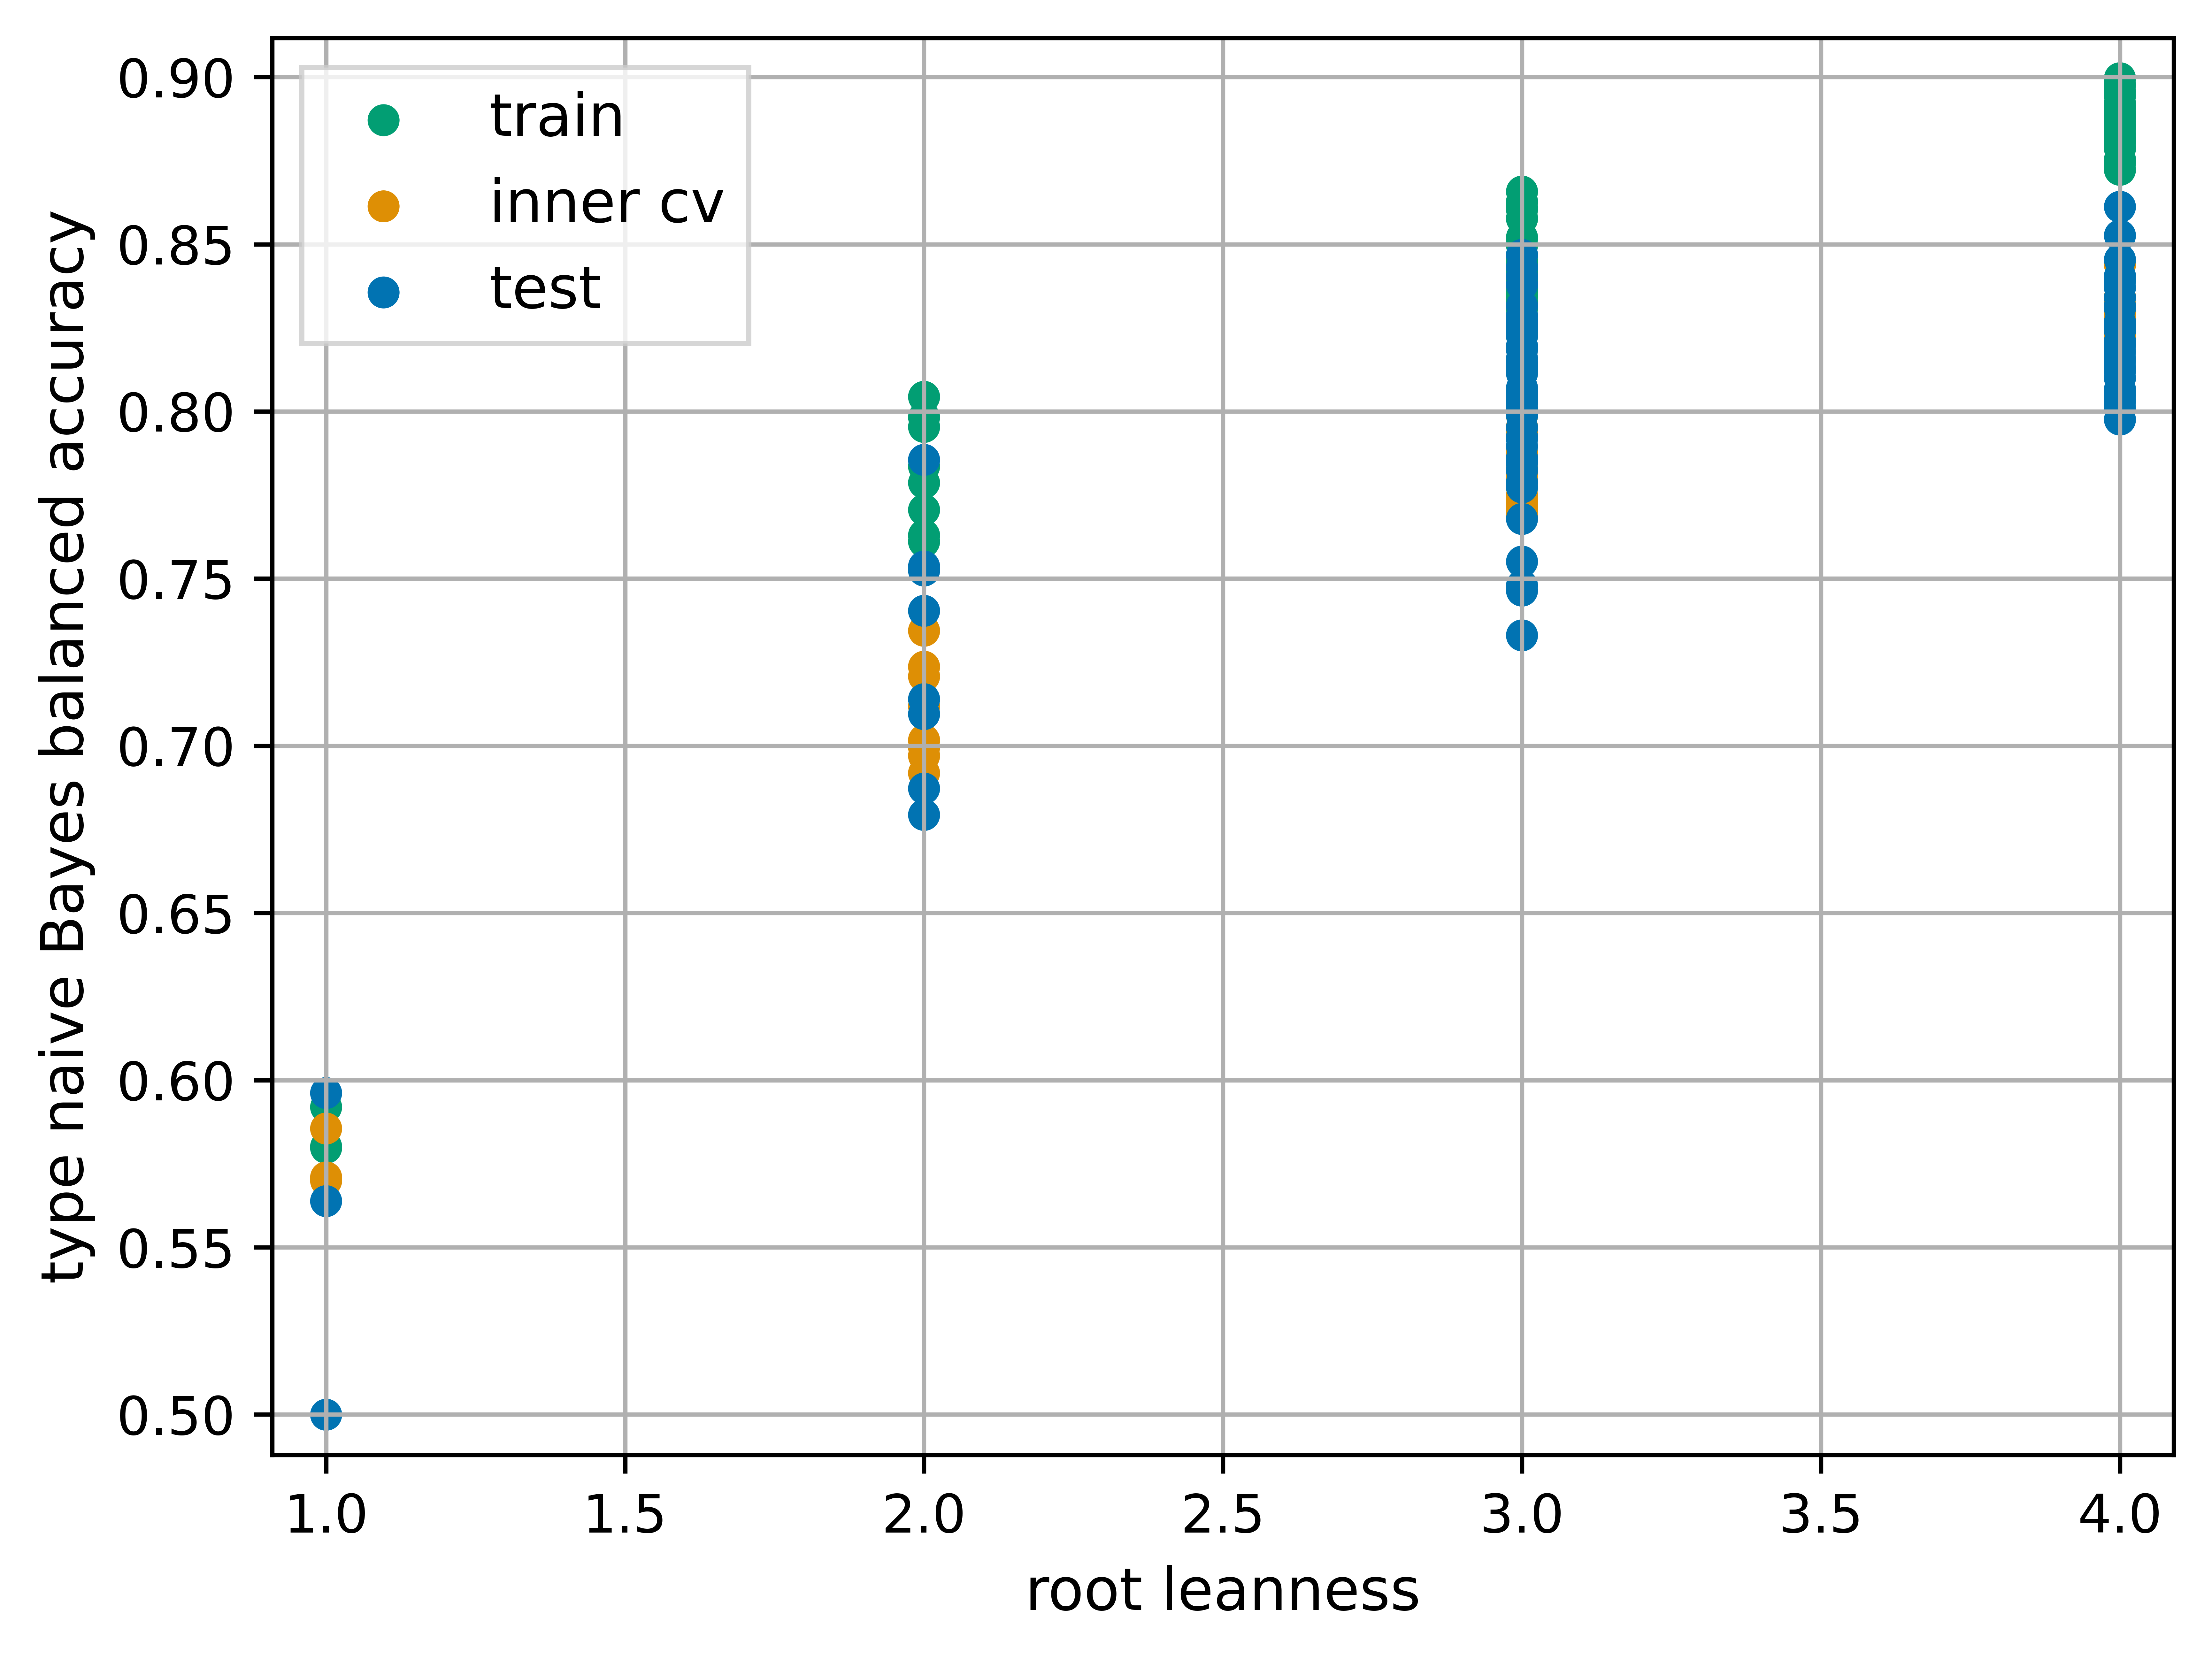 train
inner cv
test
type naive Bayes balanced accuracy
0.90
0.85
0.80
0.75
0.70
0.65
0.60
0.55
0.50
1.0 1.5 2.0 2.5 3.0 3.5 4.0
root leanness